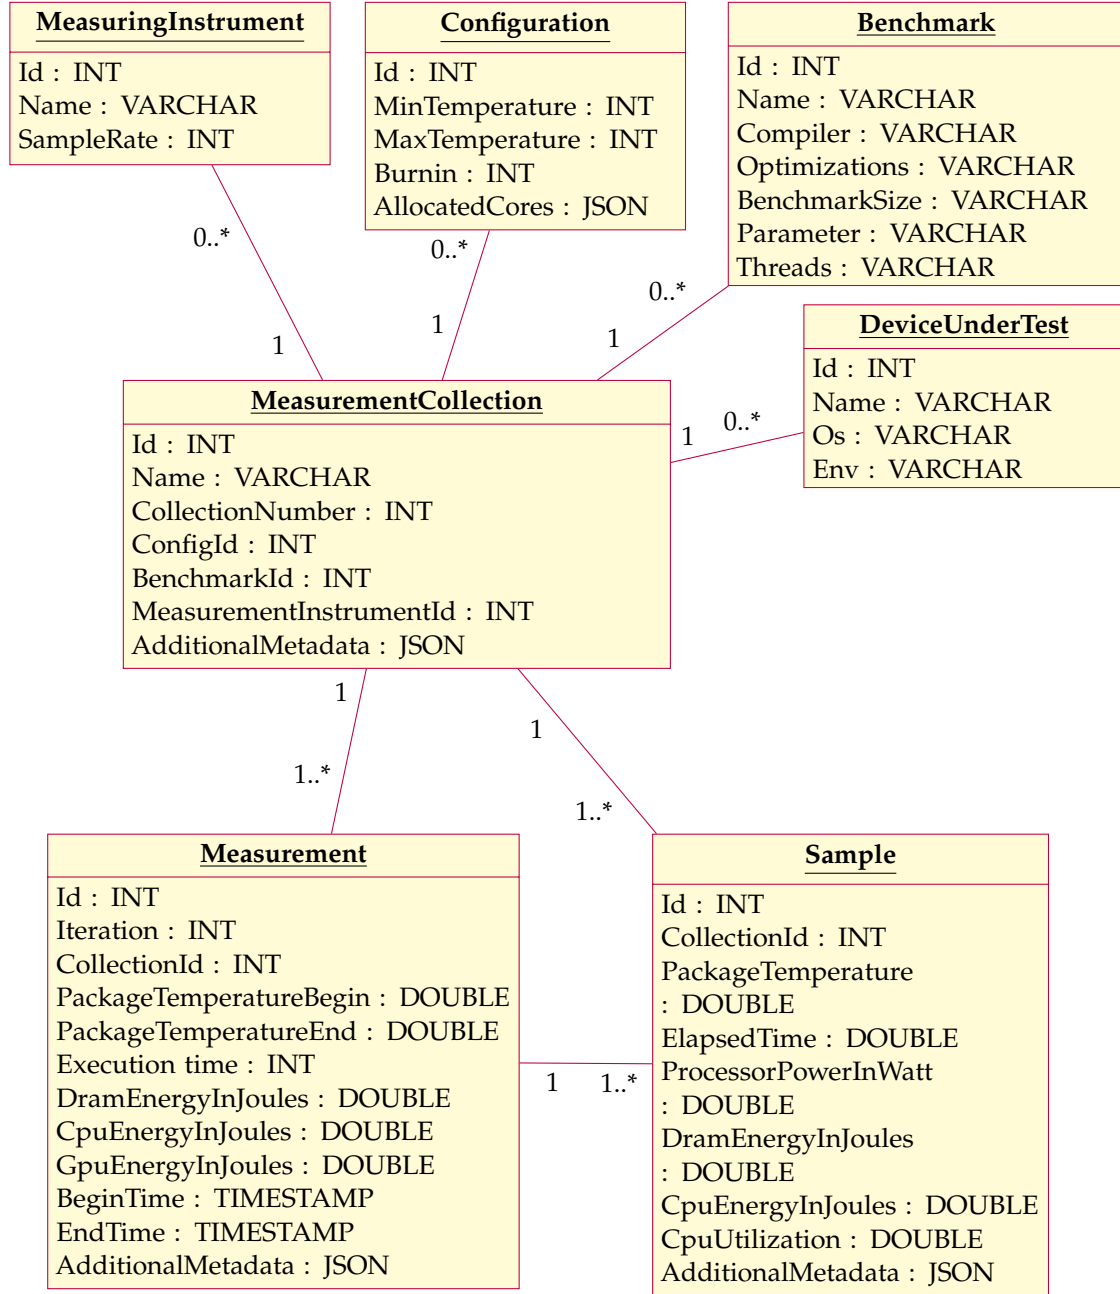 MeasuringInstrument
Id : INT
Name : VARCHAR
SampleRate : INT
Configuration
Id : INT
MinTemperature : INT
MaxTemperature : INT
Burnin : INT
AllocatedCores : JSON
Benchmark
Id : INT
Name : VARCHAR
Compiler : VARCHAR
Optimizations : VARCHAR
BenchmarkSize : VARCHAR
Parameter : VARCHAR
Threads : VARCHAR
0..*
0..*
0..*
1
1
1
DeviceUnderTest
Id : INT
Name : VARCHAR
Os : VARCHAR
Env : VARCHAR
1
0..*
MeasurementCollection
Id : INT
Name : VARCHAR
CollectionNumber : INT
ConfigId : INT
BenchmarkId : INT
MeasurementInstrumentId : INT
AdditionalMetadata : JSON
1
1
1..*
1..*
Measurement
Id : INT
Iteration : INT
CollectionId : INT
PackageTemperatureBegin : DOUBLE
PackageTemperatureEnd : DOUBLE
Execution time : INT
DramEnergyInJoules : DOUBLE
CpuEnergyInJoules : DOUBLE
GpuEnergyInJoules : DOUBLE
BeginTime : TIMESTAMP
EndTime : TIMESTAMP
AdditionalMetadata : JSON
1
1..*
Sample
Id : INT
CollectionId : INT
PackageTemperature
: DOUBLE
ElapsedTime : DOUBLE
ProcessorPowerInWatt
: DOUBLE
DramEnergyInJoules
: DOUBLE
CpuEnergyInJoules : DOUBLE
CpuUtilization : DOUBLE
AdditionalMetadata : JSON